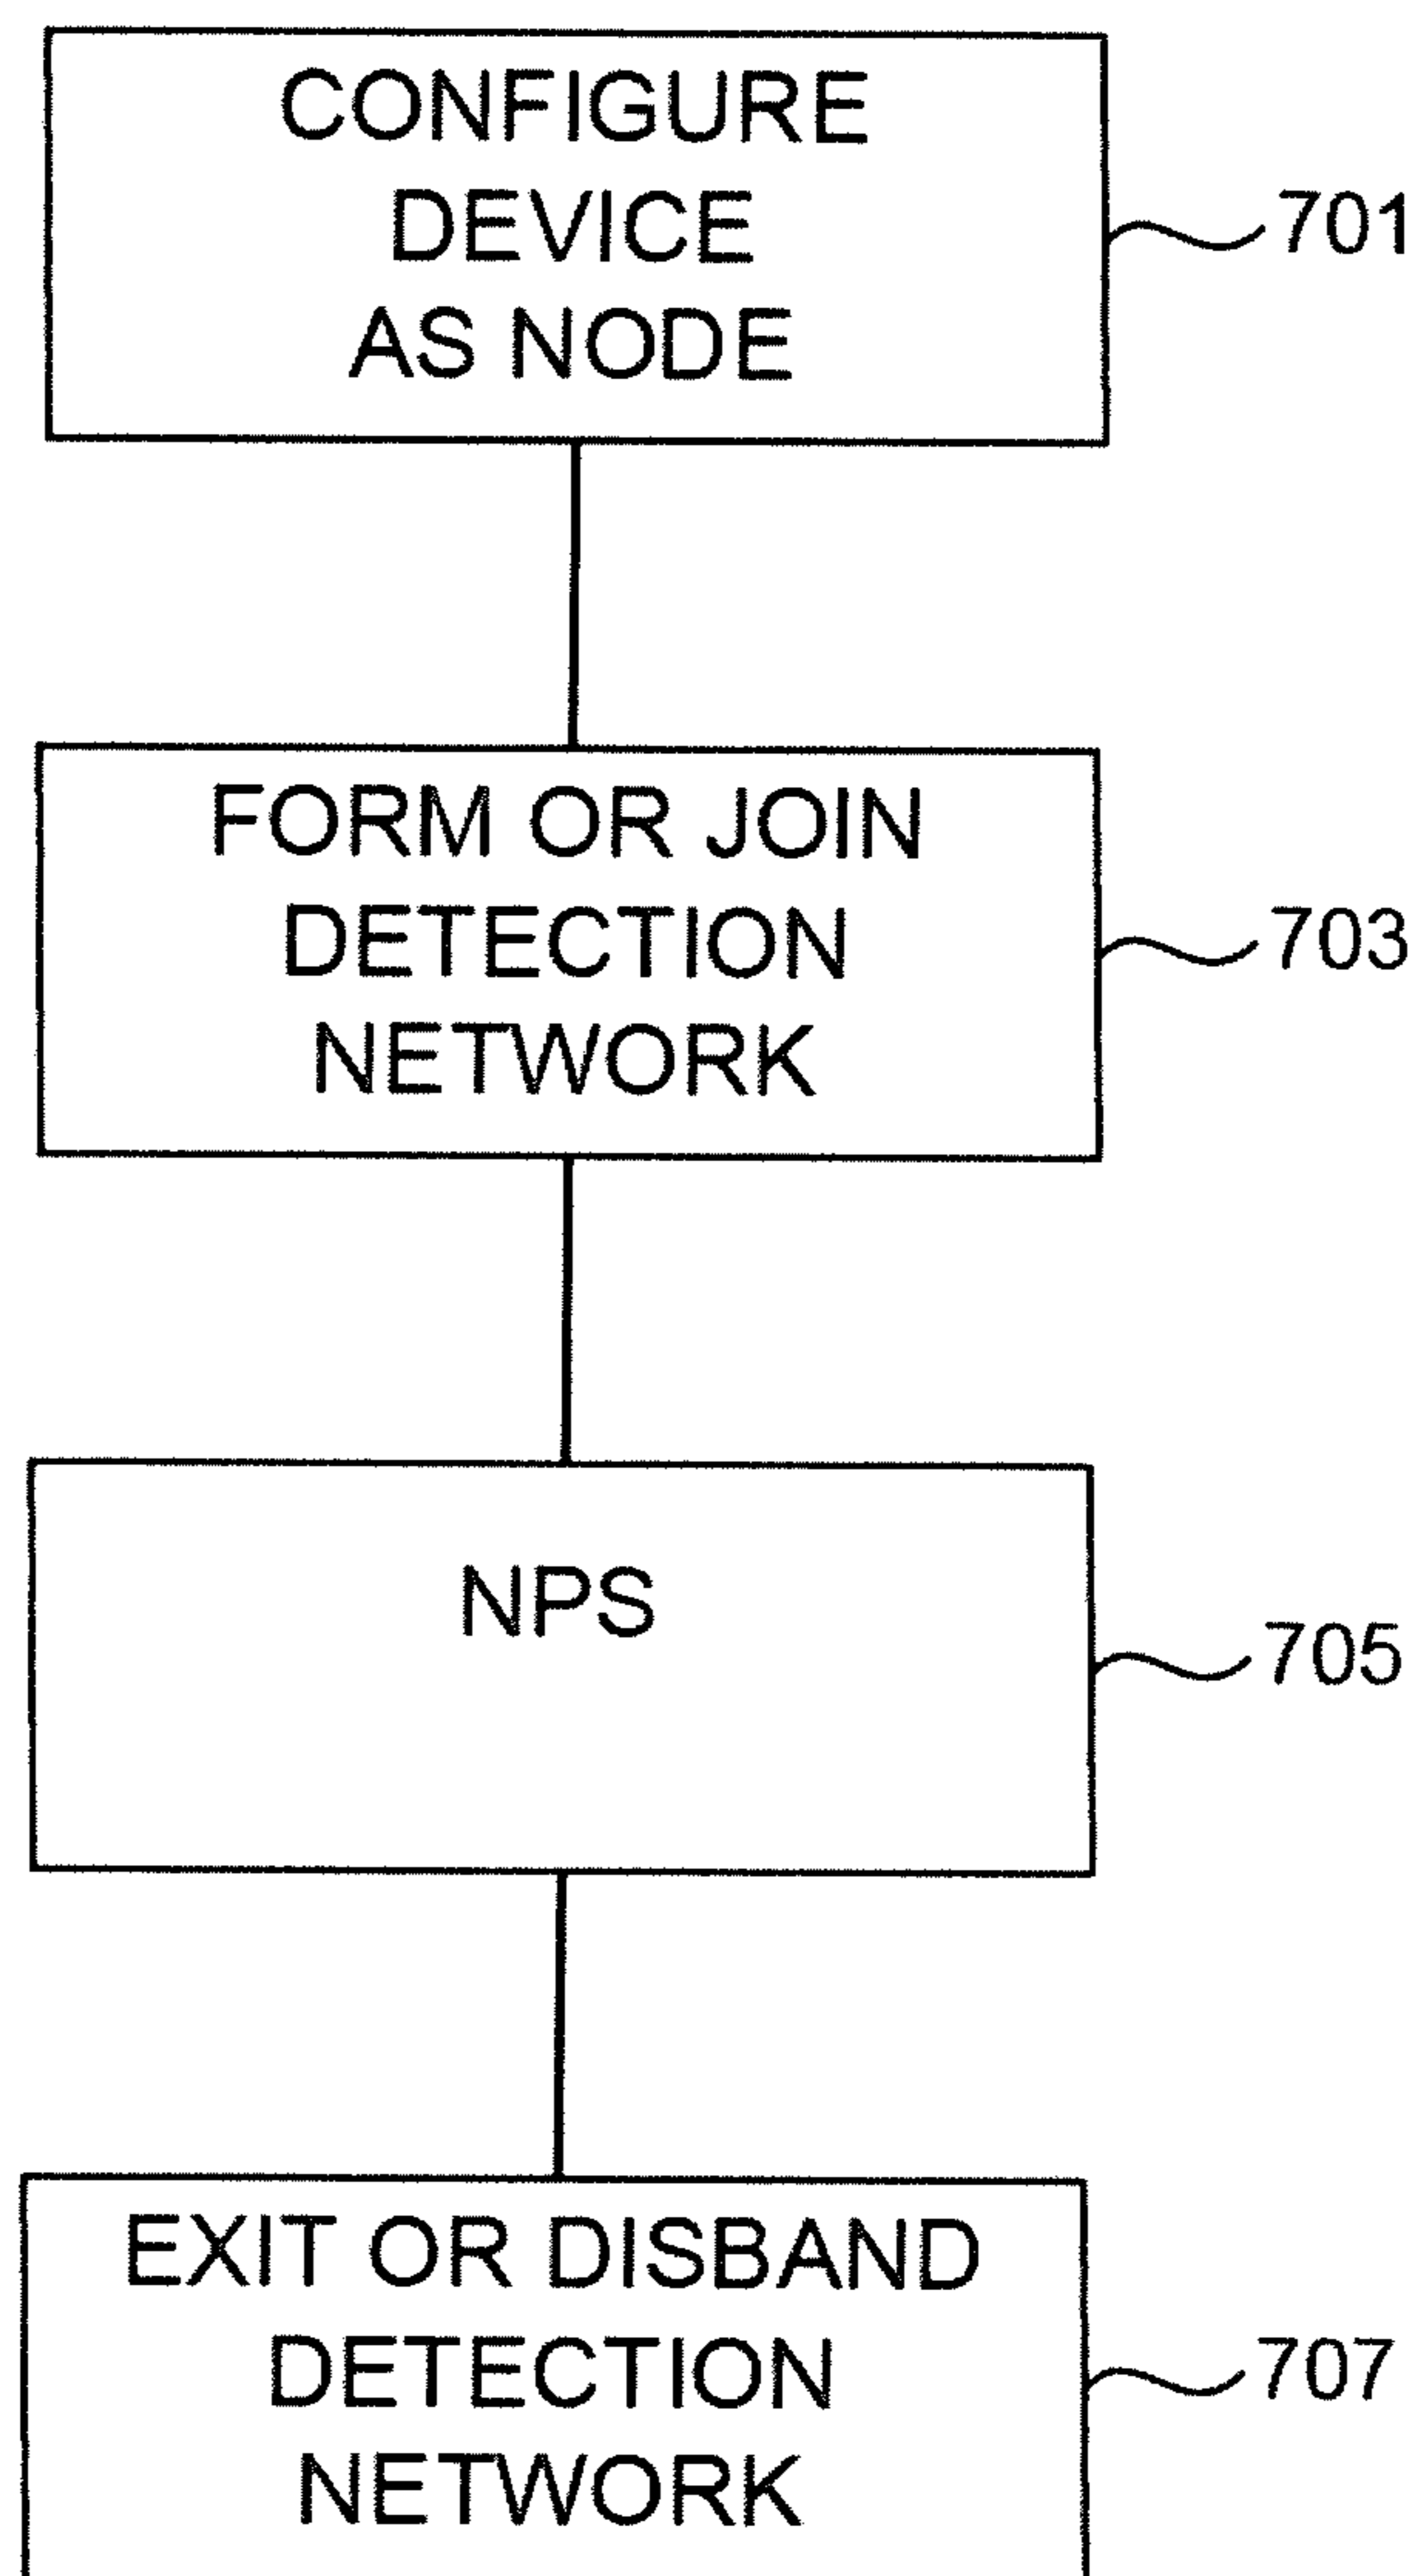 CONFIGURE
DEVICE
AS NODE
701
FORM OR JOIN
DETECTION
NETWORK
703
NPS
705
EXIT OR DISBAND
DETECTION
NETWORK
707